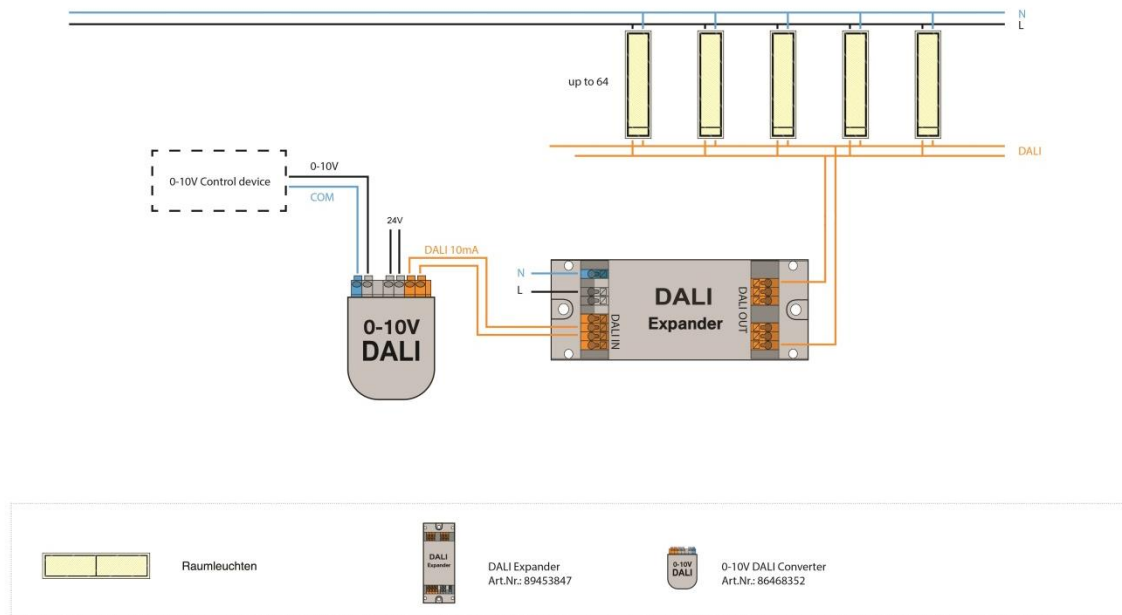 N
L
up to 64
DALI
0-10V Control device
0-10V
COM
24V
DALI 10mA
N
L
DALI IN
DALI
Expander
DALI OUT
0-10V
DALI
Raumleuchten
DALI
Expander
DALI Expander
Art.Nr.: 89453847
0-10V
DALI
0-10V DALI Converter
Art.Nr.: 86468352